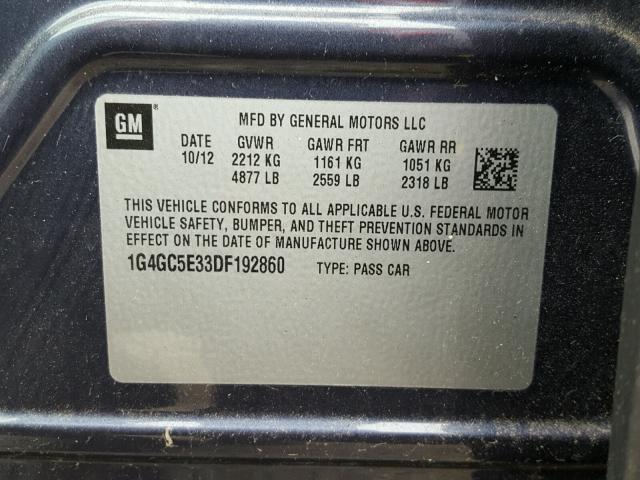 GM®
MFD BY GENERAL MOTORS LLC
DATE GVWR GAWR FRT GAWR RR
10/12 2212 KG 1161 KG 1051 KG
4877 LB 2559 LB 2318 LB
THIS VEHICLE CONFORMS TO ALL APPLICABLE U.S. FEDERAL MOTOR
VEHICLE SAFETY, BUMPER, AND THEFT PREVENTION STANDARDS IN
EFFECT ON THE DATE OF MANUFACTURE SHOWN ABOVE.
1G4GC5E33DF192860 TYPE: PASS CAR